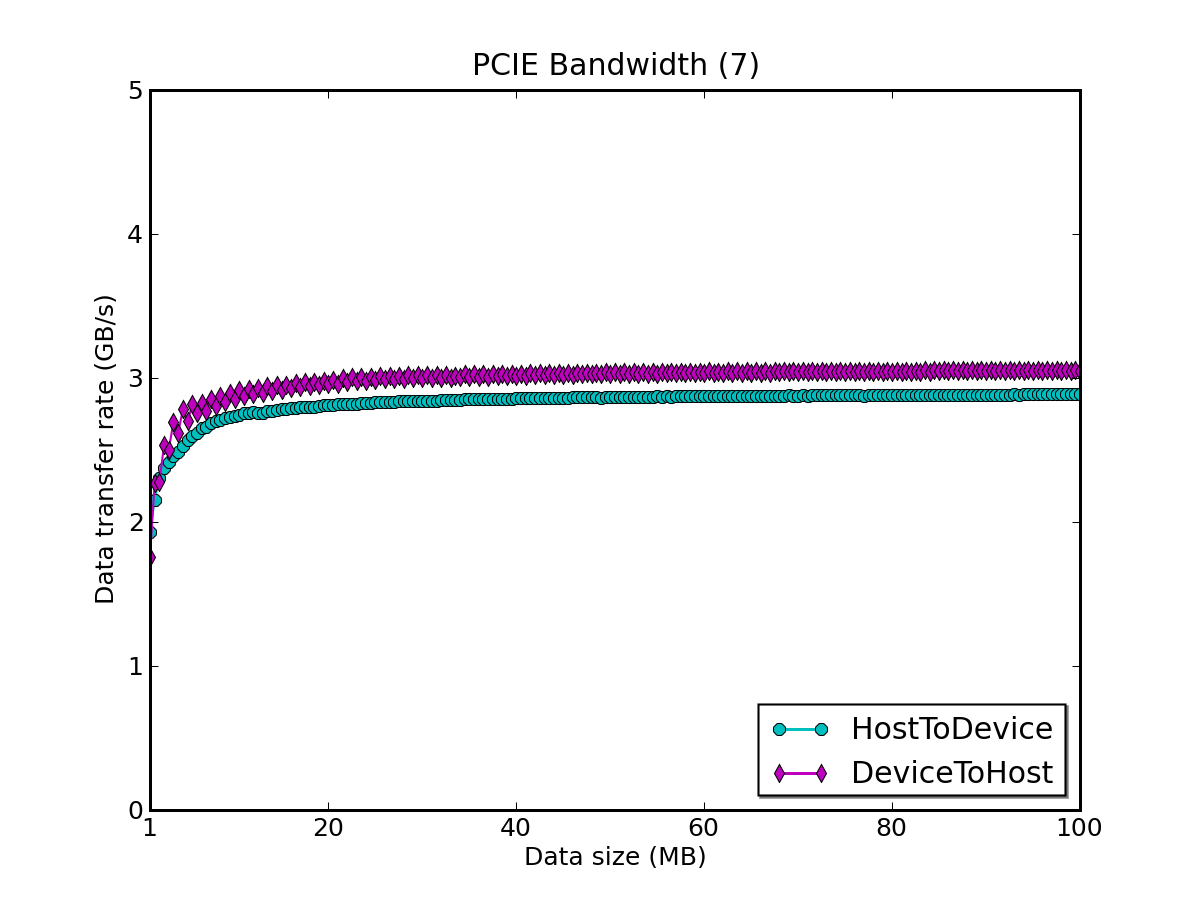 PCIE Bandwidth (7)
Data transfer rate (GB/s)
5
4
3
2
1
0
HostToDevice
DeviceToHost
1 20 40 60 80 100
Data size (MB)